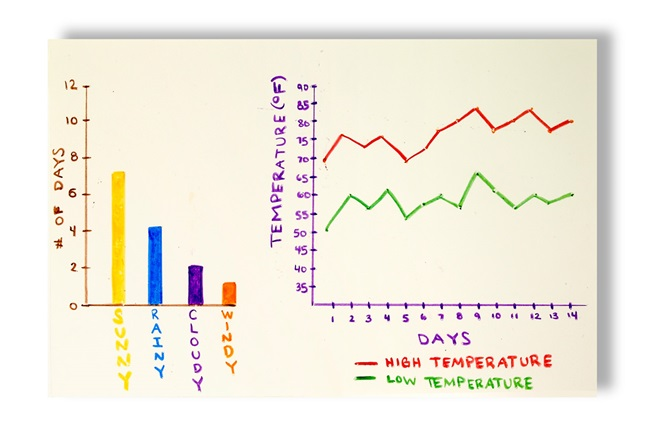 # OF DAYS
12
10
8
6
4
2
0
SUNNY
RAINY
CLOUDY
WINDY
TEMPERATURE (°F)
90
85
80
75
70
65
60
55
50
45
40
35
1 2 3 4 5 6 7 8 9 10 11 12 13 14
DAYS
HIGH TEMPERATURE
LOW TEMPERATURE